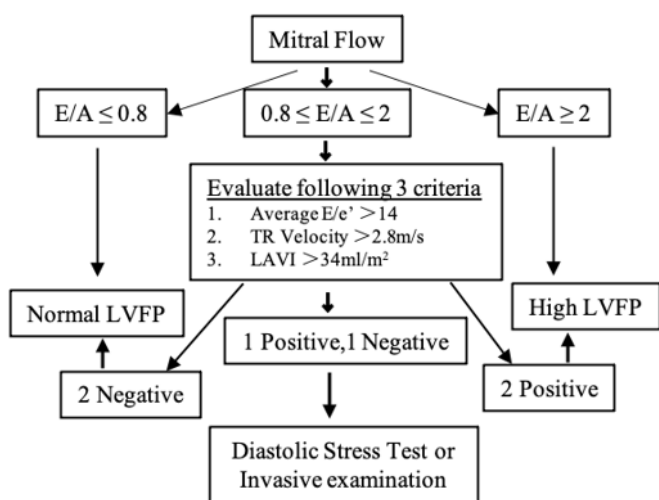 Mitral Flow
E/A ≤ 0.8
0.8 ≤ E/A ≤ 2
E/A ≥ 2
Evaluate following 3 criteria
1. Average E/e’ >14
2. TR Velocity >2.8m/s
3. LAVI >34ml/m²
Normal LVFP
High LVFP
1 Positive,1 Negative
2 Negative
2 Positive
Diastolic Stress Test or
Invasive examination